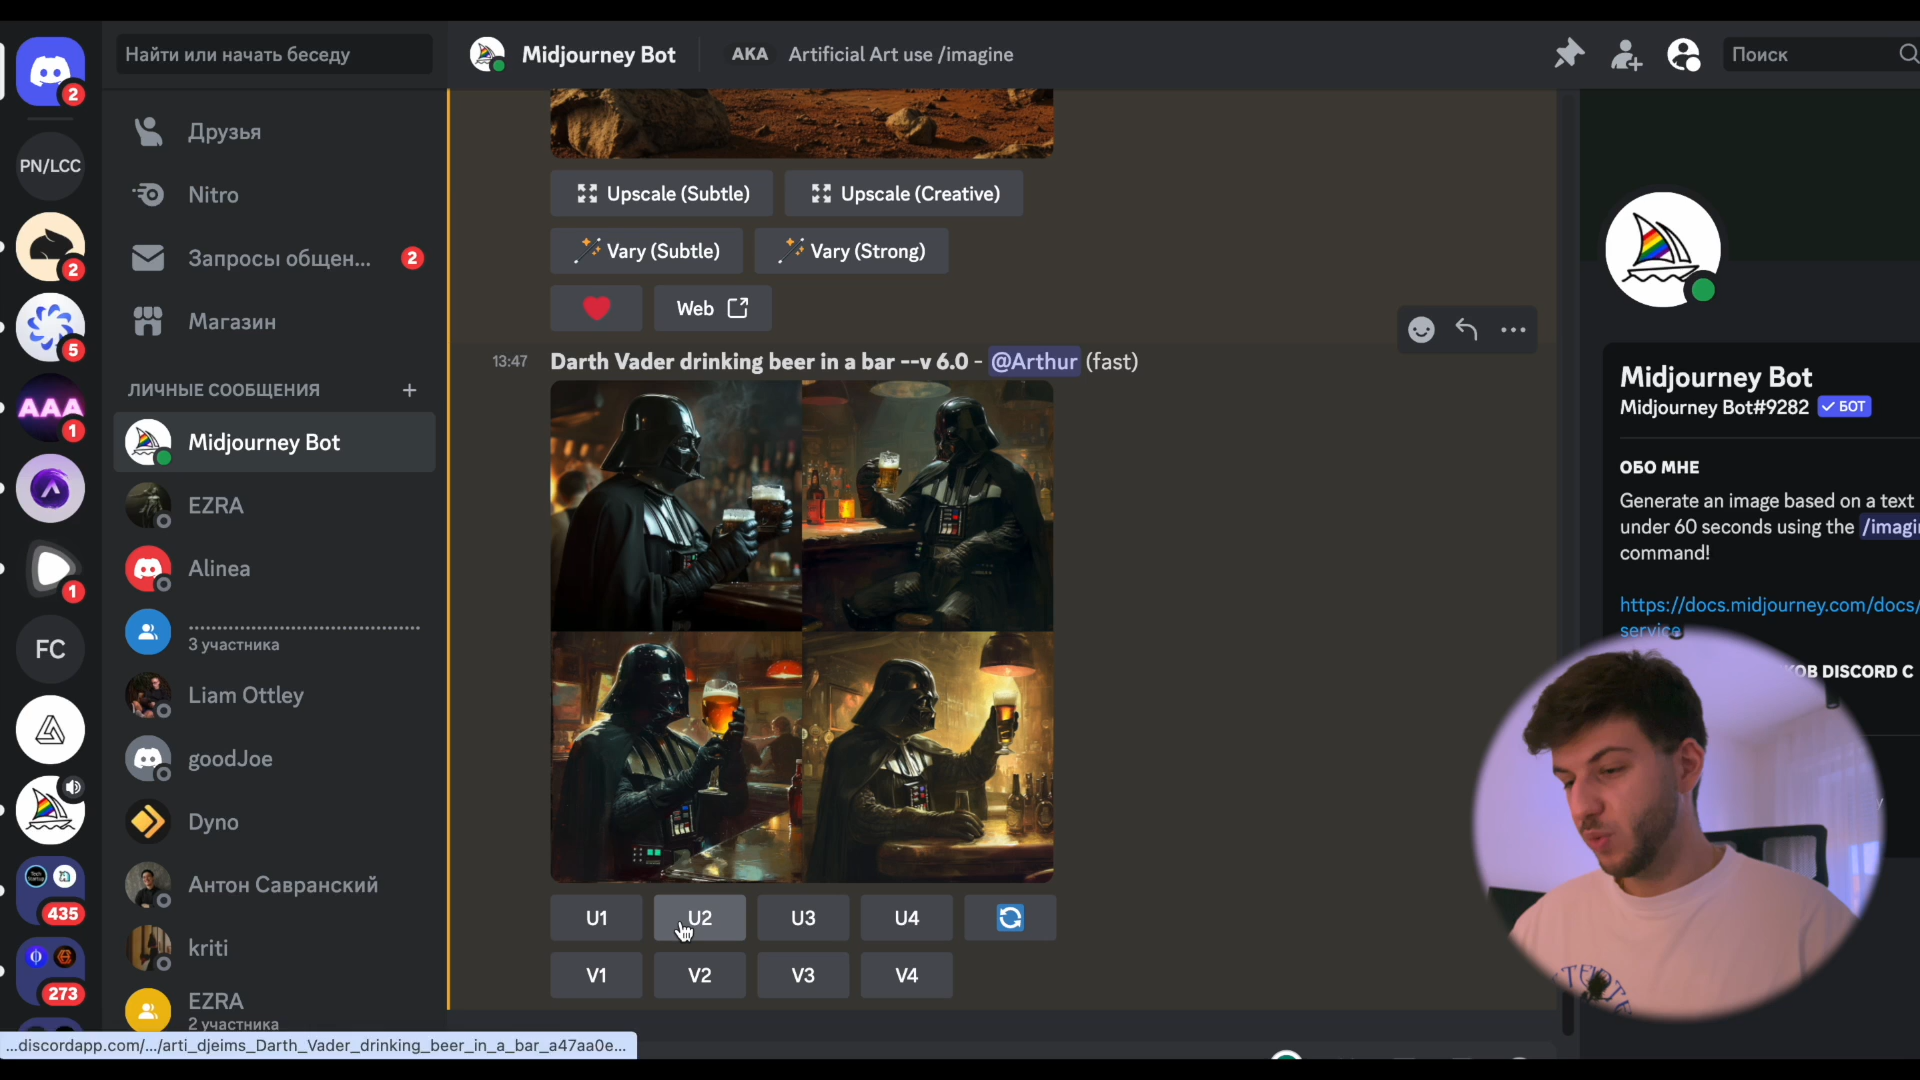 Найти или начать беседу
Midjourney Bot
AKA Artificial Art use /imagine
Поиск
2
PN/LCC
2
5
AAA
1
1
FC
435
273
Друзья
Nitro
Запросы общен... 2
Магазин
ЛИЧНЫЕ СООБЩЕНИЯ +
Midjourney Bot
EZRA
Alinea
3 участника
Liam Ottley
goodJoe
Dyno
Антон Савранский
kriti
EZRA
2 участника
...discordapp.com/.../arti_djeims_Darth_Vader_drinking_beer_in_a_bar_a47aa0e...
Upscale (Subtle) Upscale (Creative)
Vary (Subtle) Vary (Strong)
Web
13:47 Darth Vader drinking beer in a bar --v 6.0 - @Arthur (fast)
U1 U2 U3 U4
V1 V2 V3 V4
Midjourney Bot
Midjourney Bot#9282 БОТ
ОБО МНЕ
Generate an image based on a text
under 60 seconds using the /imagi
command!
https://docs.midjourney.com/docs/
service
КОВ DISCORD С